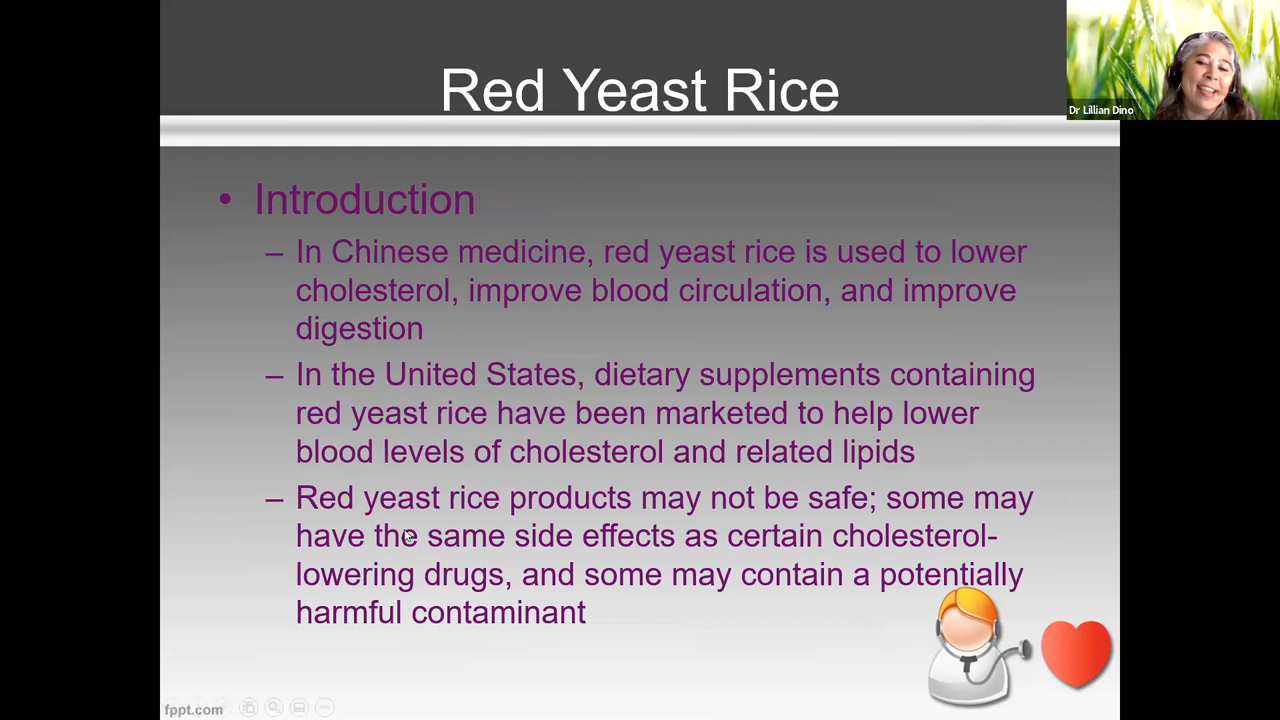 Red Yeast Rice
Dr Lillian Dino
• Introduction
– In Chinese medicine, red yeast rice is used to lower
cholesterol, improve blood circulation, and improve
digestion
– In the United States, dietary supplements containing
red yeast rice have been marketed to help lower
blood levels of cholesterol and related lipids
– Red yeast rice products may not be safe; some may
have the same side effects as certain cholesterol-
lowering drugs, and some may contain a potentially
harmful contaminant
fppt.com